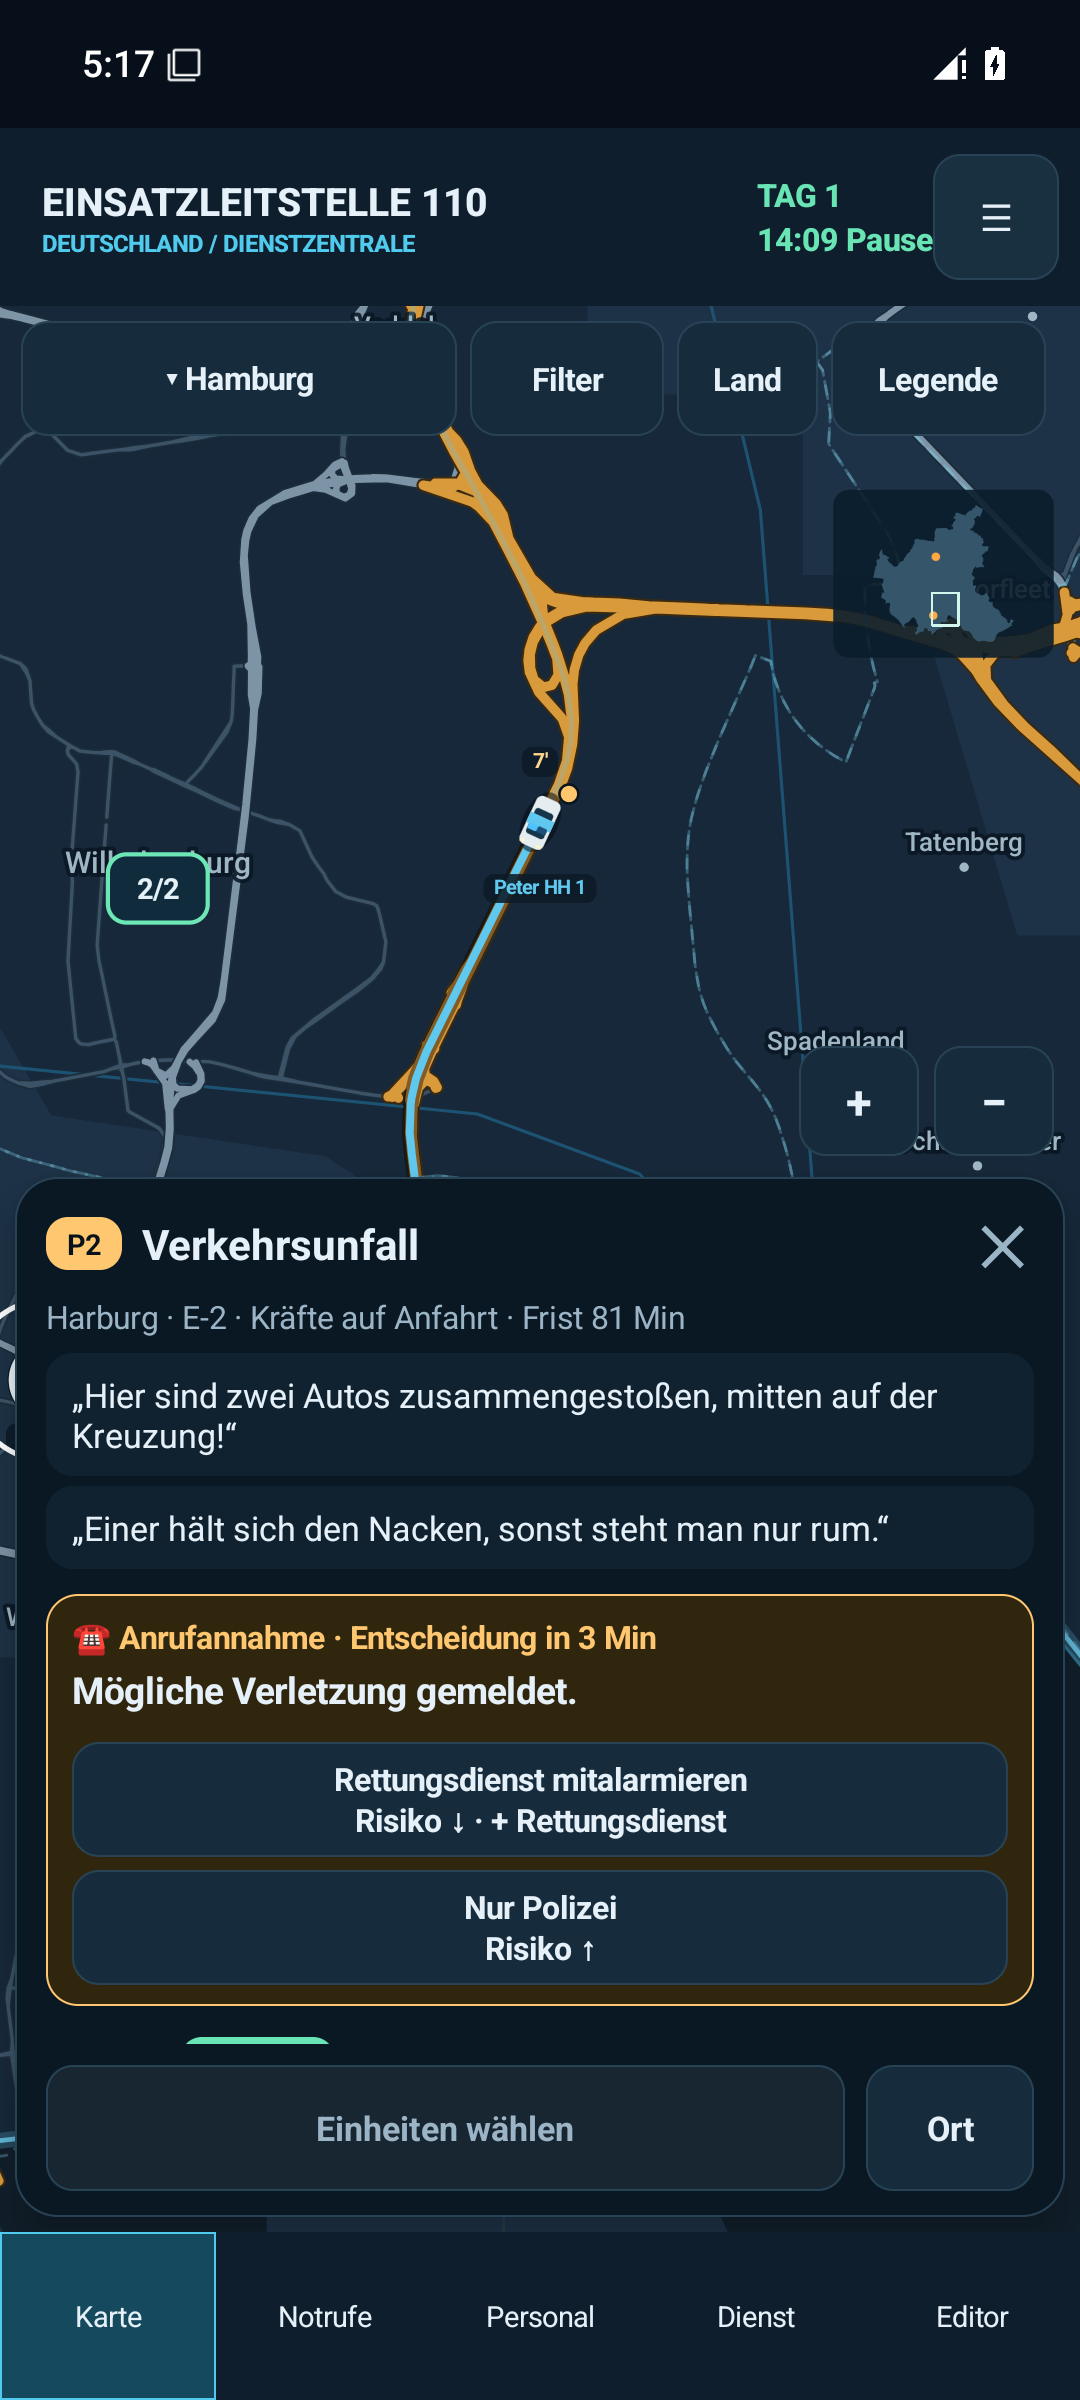 5:17
EINSATZLEITSTELLE 110
DEUTSCHLAND / DIENSTZENTRALE
TAG 1
14:09 Pause
☰
▼ Hamburg
Filter
Land
Legende
orfleet
7'
Peter HH 1
2/2
Tatenberg
Spadenland
+
−
P2
Verkehrsunfall
Harburg · E-2 · Kräfte auf Anfahrt · Frist 81 Min
„Hier sind zwei Autos zusammengestoßen, mitten auf der
Kreuzung!“
„Einer hält sich den Nacken, sonst steht man nur rum.“
☎ Anrufannahme · Entscheidung in 3 Min
Mögliche Verletzung gemeldet.
Rettungsdienst mitalarmieren
Risiko ↓ · + Rettungsdienst
Nur Polizei
Risiko ↑
Einheiten wählen
Ort
Karte
Notrufe
Personal
Dienst
Editor